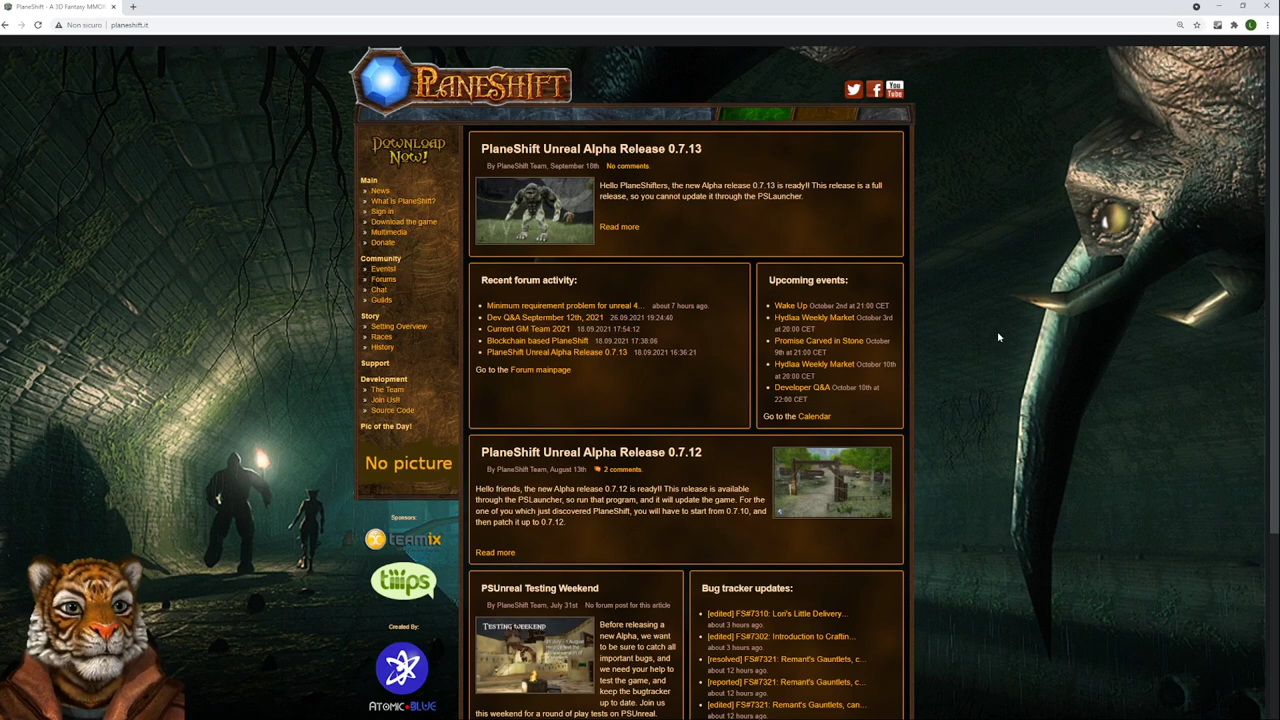 PlaneShift - A 3D Fantasy MMOR
Non sicuro | planeshift.it
L
PLANESHIFT
You
Tube
DOWNLOAD
NOW!
Main
» News
» What is PlaneShift?
» Sign in
» Download the game
» Multimedia
» Donate
Community
» Events!
» Forums
» Chat
» Guilds
Story
» Setting Overview
» Races
» History
Support
Development
» The Team
» Join Us!!
» Source Code
Pic of the Day!
No picture
Sponsors:
TEAMIX
tiiips
Created By:
ATOMIC BLUE
PlaneShift Unreal Alpha Release 0.7.13
By PlaneShift Team, September 18th No comments.
Hello PlaneShifters, the new Alpha release 0.7.13 is ready!! This release is a full
release, so you cannot update it through the PSLauncher.
Read more
Recent forum activity:
• Minimum requirement problem for unreal 4... about 7 hours ago.
• Dev Q&A Septermber 12th, 2021 26.09.2021 19:24:40
• Current GM Team 2021 18.09.2021 17:54:12
• Blockchain based PlaneShift 18.09.2021 17:38:06
• PlaneShift Unreal Alpha Release 0.7.13 18.09.2021 16:36:21
Go to the Forum mainpage
Upcoming events:
• Wake Up October 2nd at 21:00 CET
• Hydlaa Weekly Market October 3rd
at 20:00 CET
• Promise Carved in Stone October
9th at 21:00 CET
• Hydlaa Weekly Market October 10th
at 20:00 CET
• Developer Q&A October 10th at
22:00 CET
Go to the Calendar
PlaneShift Unreal Alpha Release 0.7.12
By PlaneShift Team, August 13th 2 comments.
Hello friends, the new Alpha release 0.7.12 is ready!! This release is available
through the PSLauncher, so run that program, and it will update the game. For the
one of you which just discovered PlaneShift, you will have to start from 0.7.10, and
then patch it up to 0.7.12.
Read more
PSUnreal Testing Weekend
By PlaneShift Team, July 31st No forum post for this article
TESTING WEEKEND
Before releasing a
new Alpha, we want
to be sure to catch all
important bugs, and
we need your help to
test the game, and
keep the bugtracker
up to date. Join us
this weekend for a round of play tests on PSUnreal.
Bug tracker updates:
• [edited] FS#7310: Lori's Little Delivery...
about 3 hours ago.
• [edited] FS#7302: Introduction to Craftin...
about 3 hours ago.
• [resolved] FS#7321: Remant's Gauntlets, c...
about 12 hours ago.
• [reported] FS#7321: Remant's Gauntlets, c...
about 12 hours ago.
• [edited] FS#7321: Remant's Gauntlets, can...
about 12 hours ago.